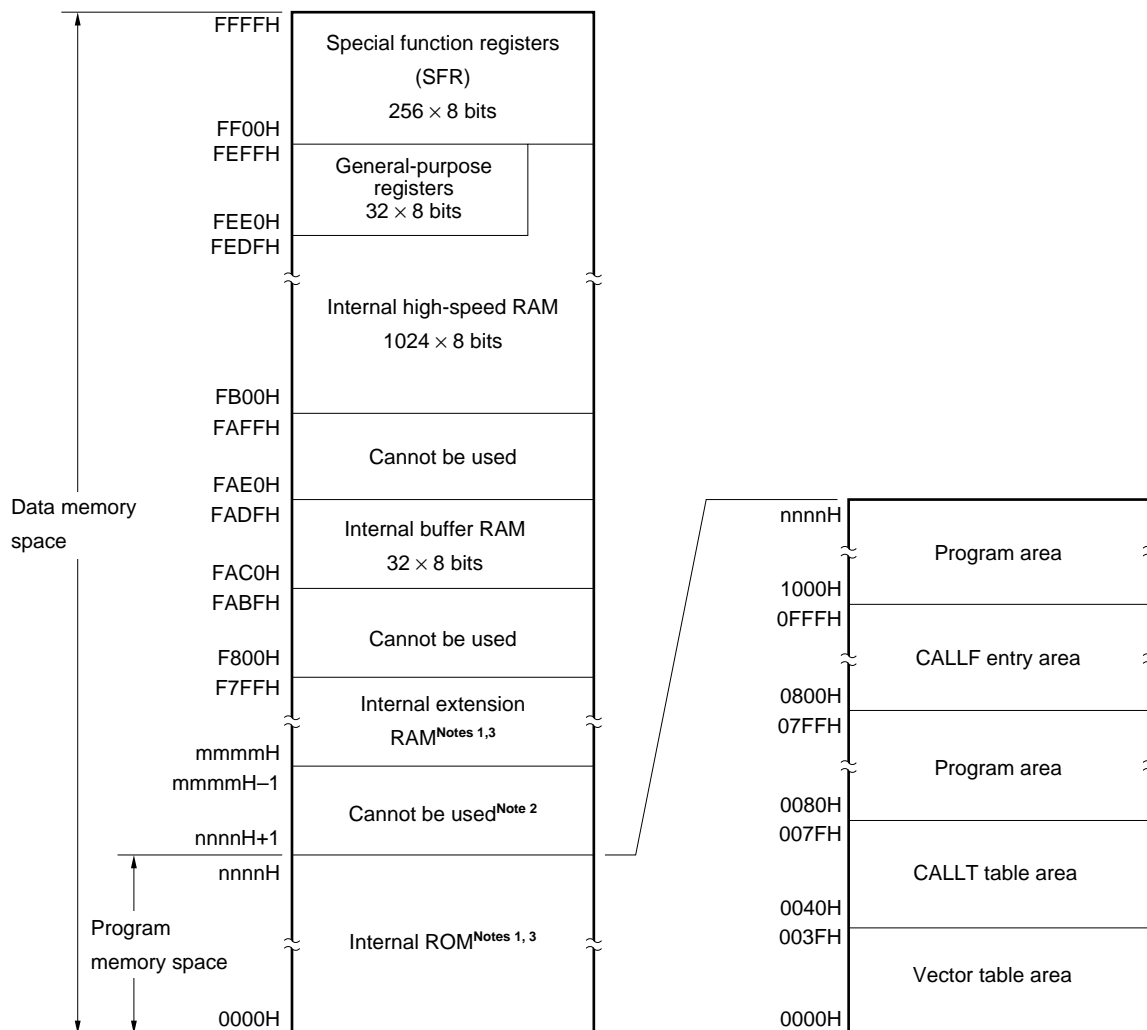 FFFFH
Special function registers
(SFR)
256 × 8 bits
FF00H
FEFFH
General-purpose
registers
32 × 8 bits
FEE0H
FEDFH
Internal high-speed RAM
1024 × 8 bits
FB00H
FAFFH
Cannot be used
FAE0H
Data memory
space
FADFH
Internal buffer RAM
32 × 8 bits
FAC0H
FABFH
Cannot be used
F800H
F7FFH
Internal extension
RAMNotes 1,3
mmmmH
mmmmH–1
Cannot be usedNote 2
nnnnH+1
nnnnH
Program
memory space
Internal ROMNotes 1, 3
0000H
nnnnH
Program area
1000H
0FFFH
CALLF entry area
0800H
07FFH
Program area
0080H
007FH
CALLT table area
0040H
003FH
Vector table area
0000H